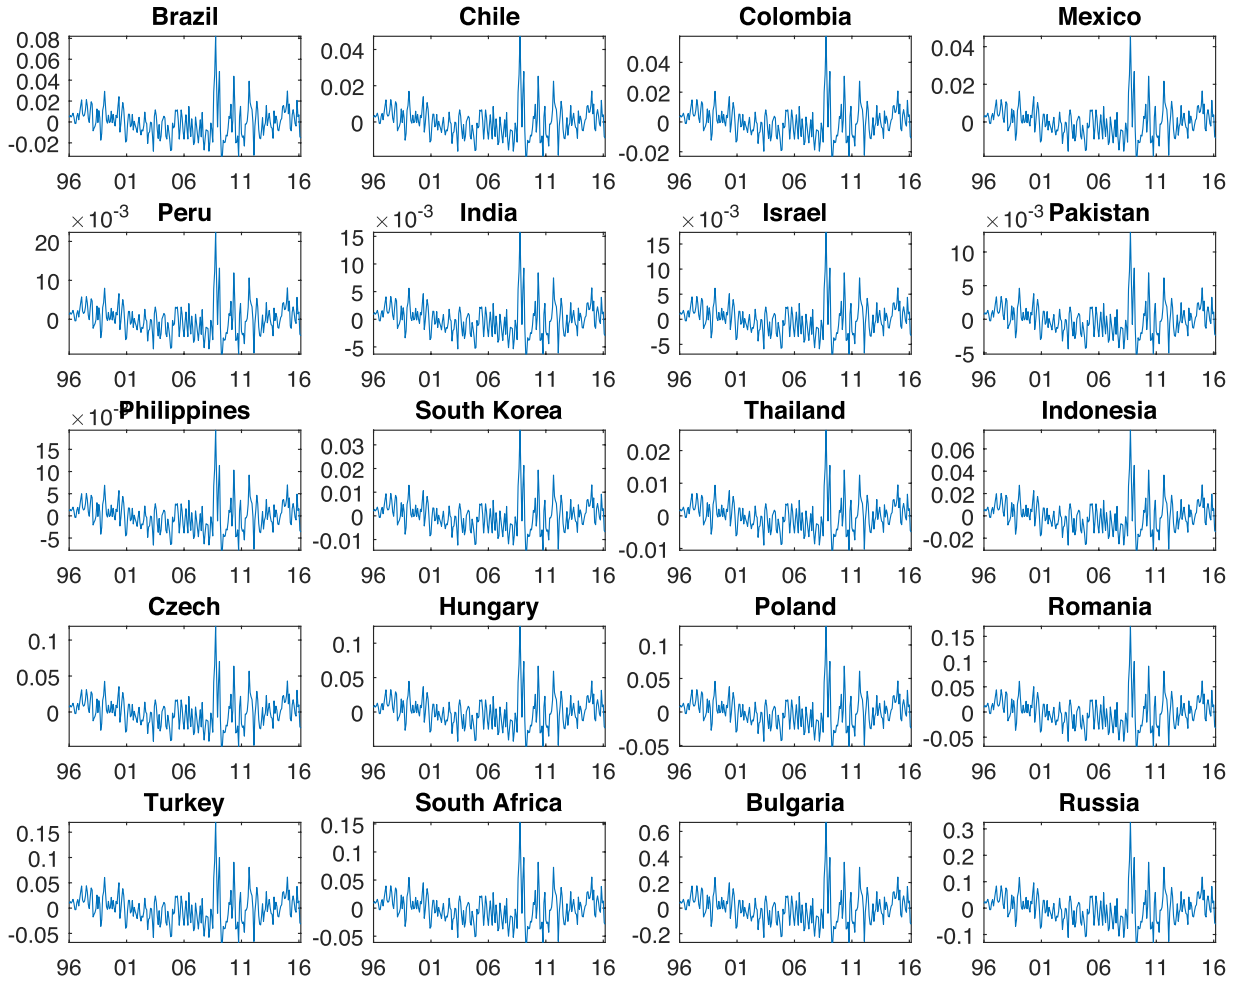 Brazil Chile Colombia Mexico
0.08 0.06 0.04 0.02 0 -0.02
0.04 0.02 0
0.04 0.02 0 -0.02
0.04 0.02 0
96 01 06 11 16 96 01 06 11 16 96 01 06 11 16 96 01 06 11 16
×10-3 Peru ×10-3 India ×10-3 Israel ×10-3 Pakistan
20 10 0
15 10 5 0 -5
15 10 5 0 -5
10 5 0 -5
96 01 06 11 16 96 01 06 11 16 96 01 06 11 16 96 01 06 11 16
×10 Philippines South Korea Thailand Indonesia
15 10 5 0 -5
0.03 0.02 0.01 0 -0.01
0.02 0.01 0 -0.01
0.06 0.04 0.02 0 -0.02
96 01 06 11 16 96 01 06 11 16 96 01 06 11 16 96 01 06 11 16
Czech Hungary Poland Romania
0.1 0.05 0
0.1 0.05 0
0.1 0.05 0 -0.05
0.15 0.1 0.05 0 -0.05
96 01 06 11 16 96 01 06 11 16 96 01 06 11 16 96 01 06 11 16
Turkey South Africa Bulgaria Russia
0.15 0.1 0.05 0 -0.05
0.15 0.1 0.05 0 -0.05
0.6 0.4 0.2 0 -0.2
0.3 0.2 0.1 0 -0.1
96 01 06 11 16 96 01 06 11 16 96 01 06 11 16 96 01 06 11 16